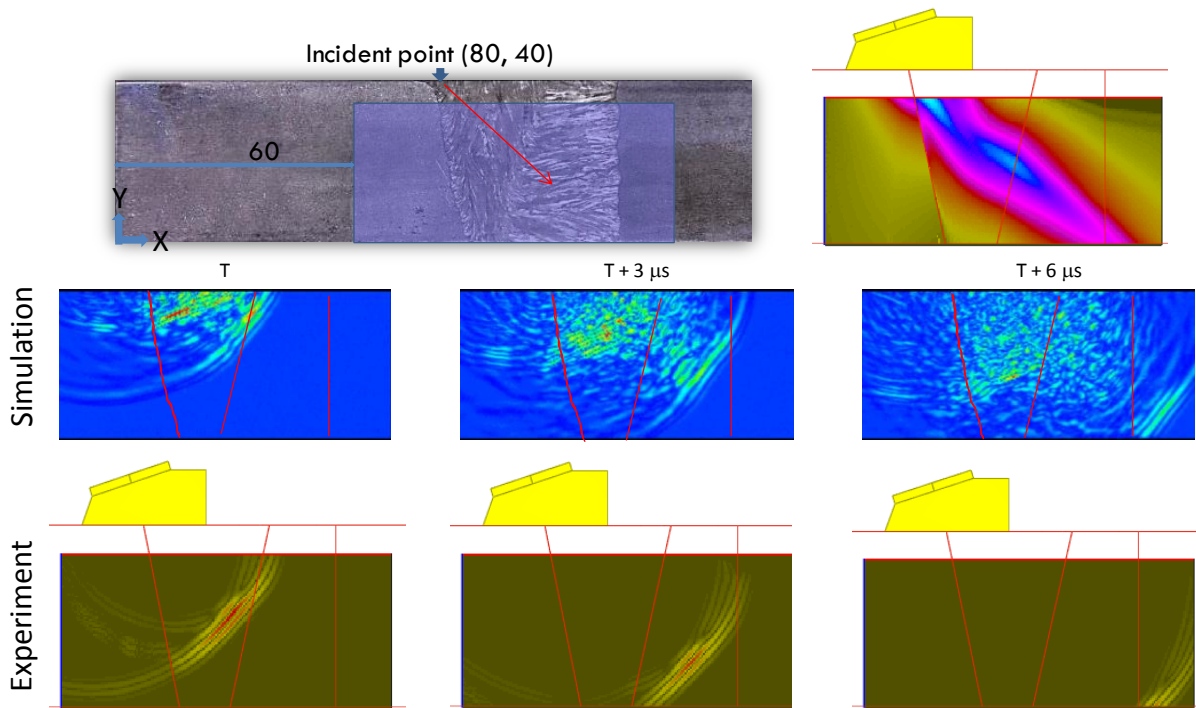 Incident point (80, 40)
60
Y
X
T
T + 3 μs
T + 6 μs
Simulation
Experiment